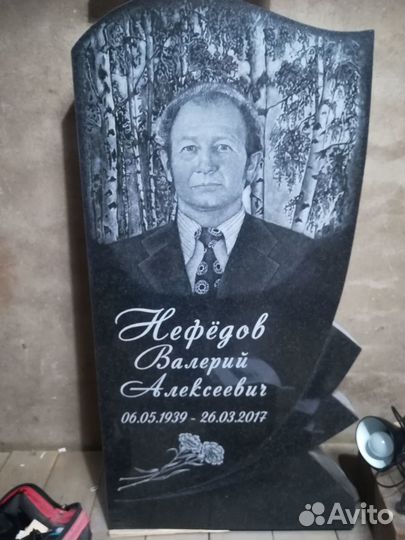 Нефёдов
Валерий
Алексеевич
06.05.1939 - 26.03.2017
Avito